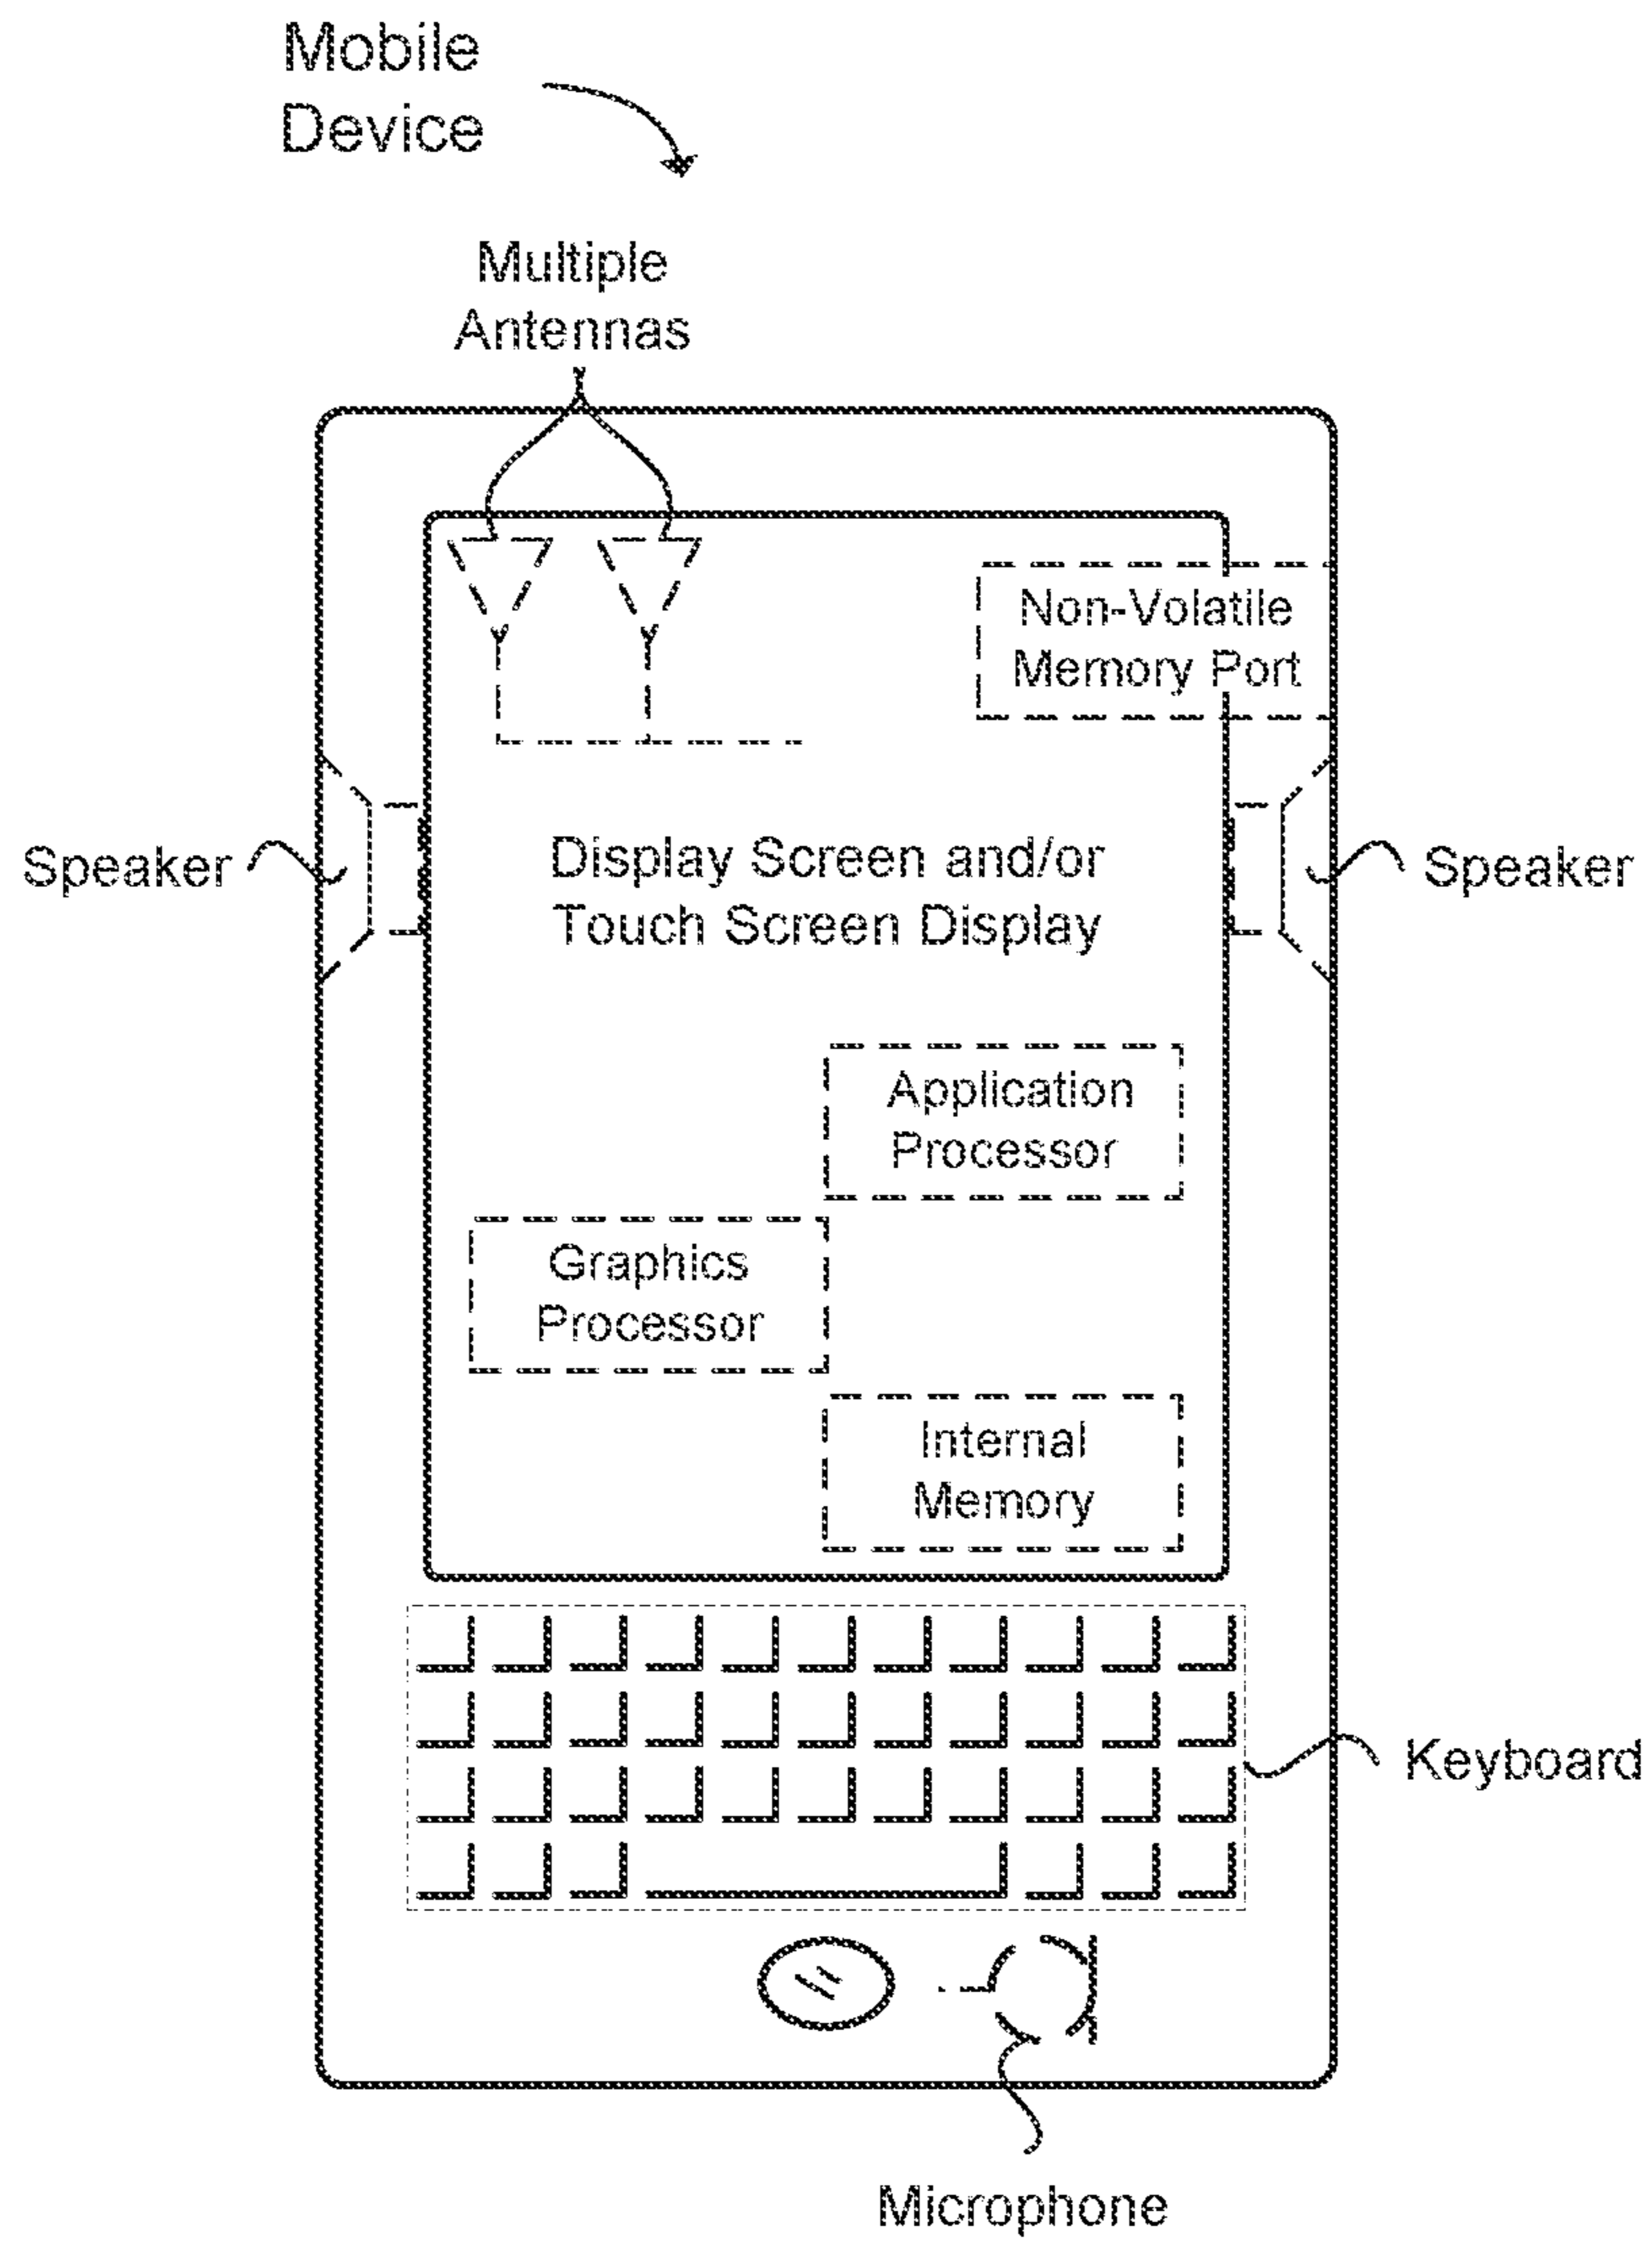 Mobile
Device
Multiple
Antennas
Non-Volatile
Memory Port
Speaker
Display Screen and/or
Touch Screen Display
Speaker
Application
Processor
Graphics
Processor
Internal
Memory
Keyboard
Microphone